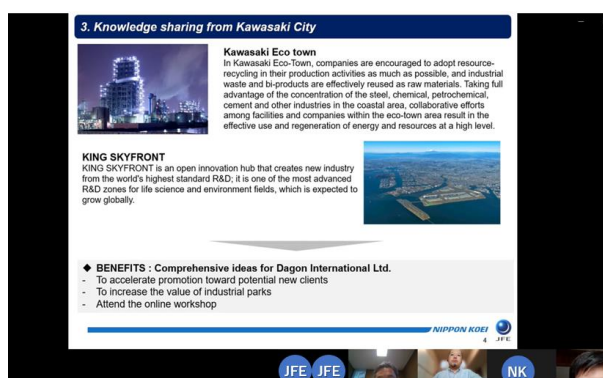 3. Knowledge sharing from Kawasaki City
Kawasaki Eco town
In Kawasaki Eco-Town, companies are encouraged to adopt resource-
recycling in their production activities as much as possible, and industrial
waste and bi-products are effectively reused as raw materials. Taking full
advantage of the concentration of the steel, chemical, petrochemical,
cement and other industries in the coastal area, collaborative efforts
among facilities and companies within the eco-town area result in the
effective use and regeneration of energy and resources at a high level.
KING SKYFRONT
KING SKYFRONT is an open innovation hub that creates new industry
from the world's highest standard R&D; it is one of the most advanced
R&D zones for life science and environment fields, which is expected to
grow globally.
◆ BENEFITS : Comprehensive ideas for Dagon International Ltd.
- To accelerate promotion toward potential new clients
- To increase the value of industrial parks
- Attend the online workshop
NIPPON KOEI
4 JFE
JFE JFE NK